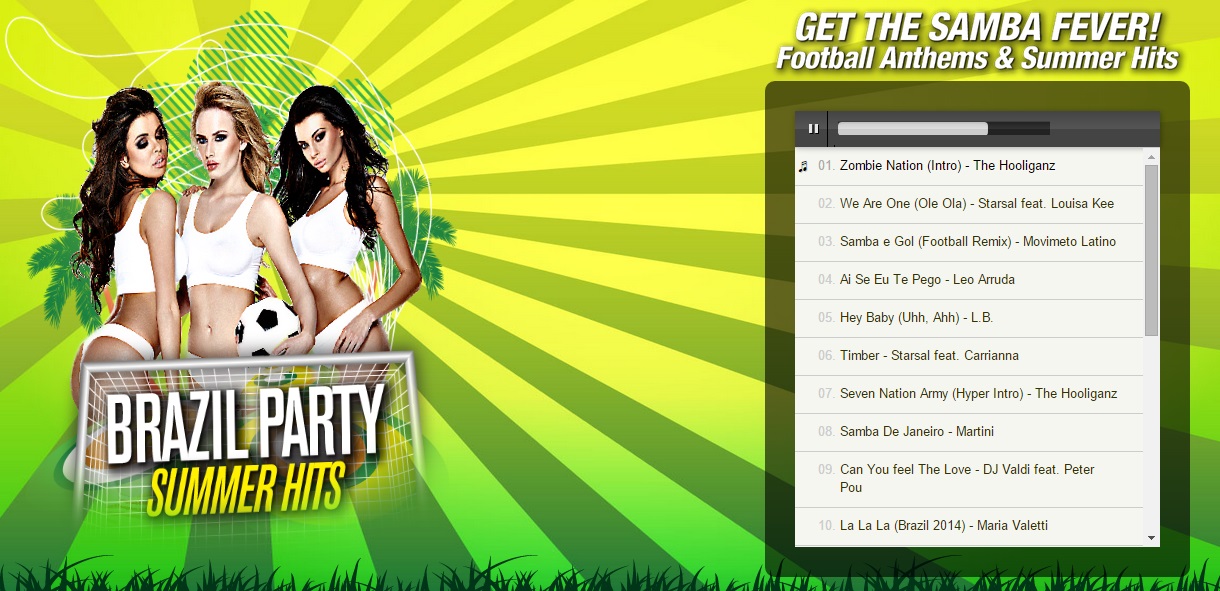 GET THE SAMBA FEVER!
Football Anthems & Summer Hits
01. Zombie Nation (Intro) - The Hooliganz
02. We Are One (Ole Ola) - Starsal feat. Louisa Kee
03. Samba e Gol (Football Remix) - Movimeto Latino
04. Ai Se Eu Te Pego - Leo Arruda
05. Hey Baby (Uhh, Ahh) - L.B.
06. Timber - Starsal feat. Carrianna
07. Seven Nation Army (Hyper Intro) - The Hooliganz
08. Samba De Janeiro - Martini
09. Can You feel The Love - DJ Valdi feat. Peter
Pou
10. La La La (Brazil 2014) - Maria Valetti
BRAZIL PARTY
SUMMER HITS